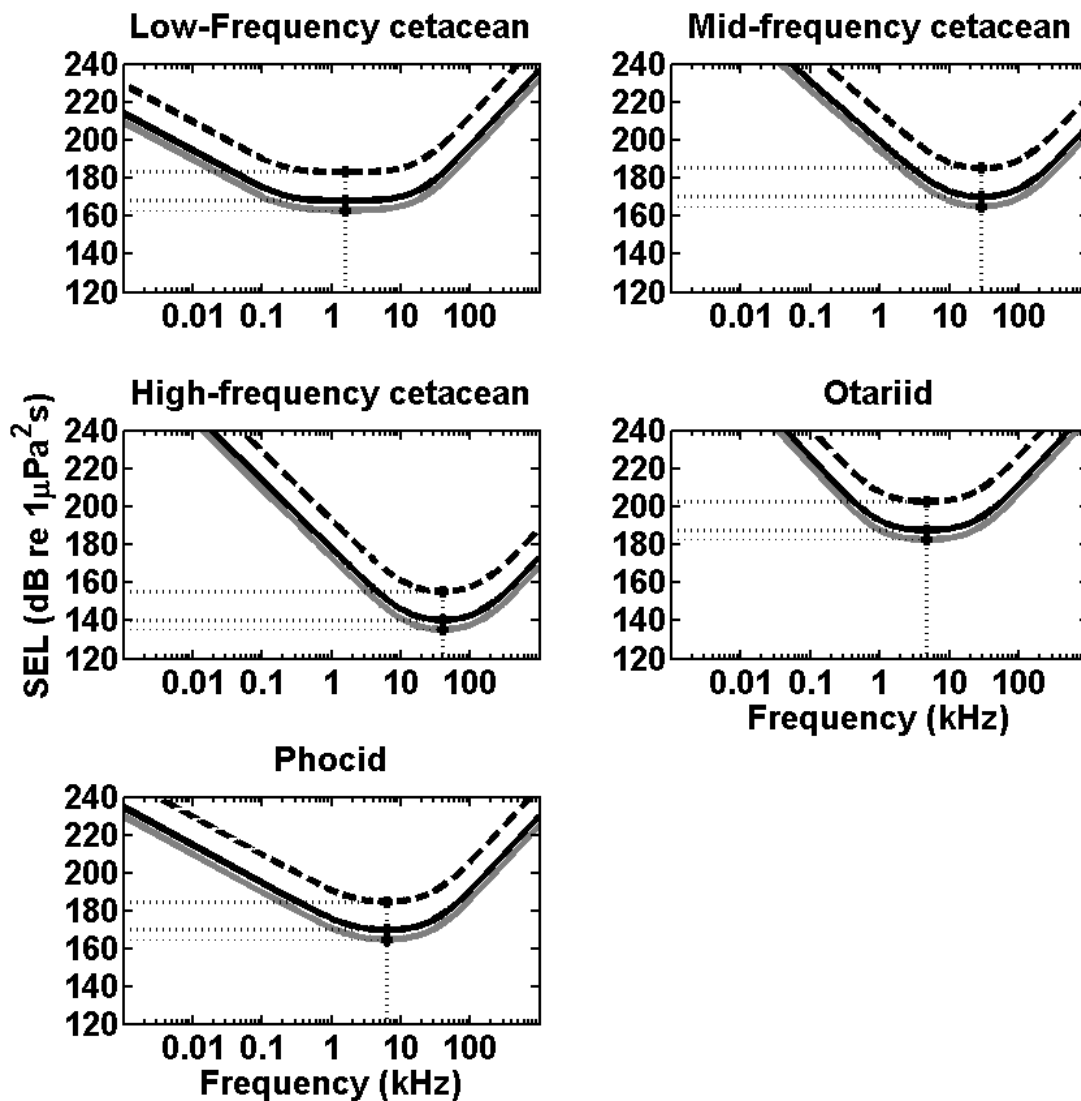 Low-Frequency cetacean
Mid-frequency cetacean
240
220
200
180
160
140
120
0.01 0.1 1 10 100
240
220
200
180
160
140
120
0.01 0.1 1 10 100
High-frequency cetacean
Otariid
SEL (dB re 1μPa²s)
240
220
200
180
160
140
120
0.01 0.1 1 10 100
240
220
200
180
160
140
120
0.01 0.1 1 10 100
Frequency (kHz)
Phocid
240
220
200
180
160
140
120
0.01 0.1 1 10 100
Frequency (kHz)